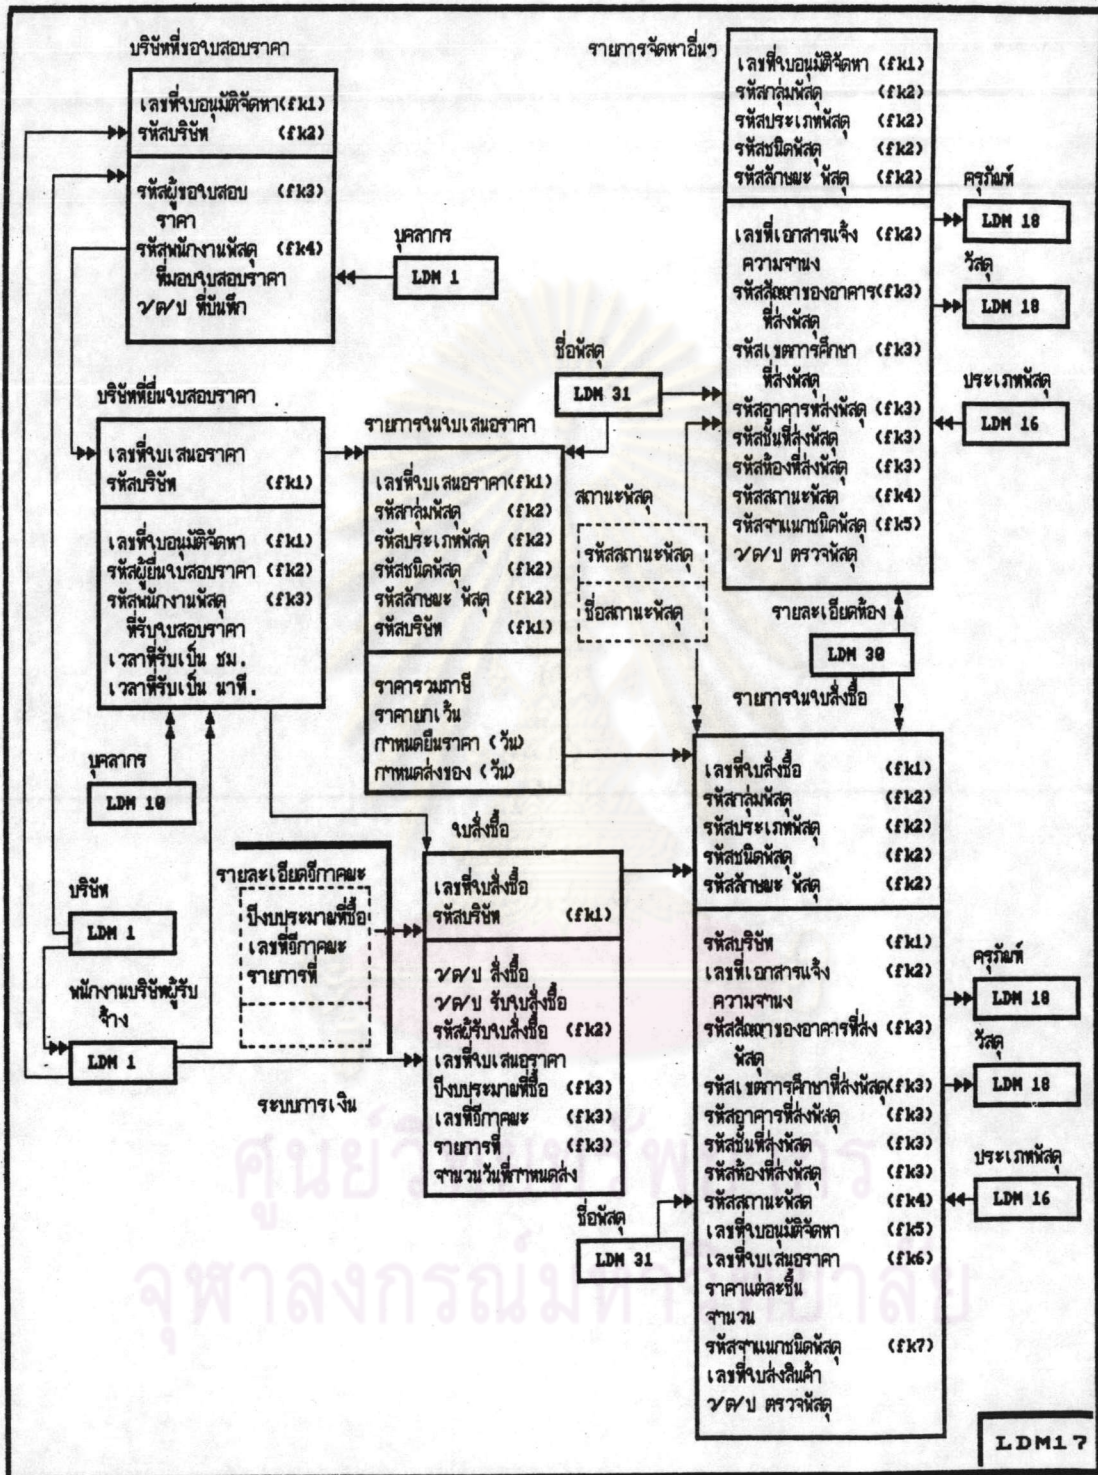 บริษัทที่ขอใบสอบราคา
เลขที่ใบอนุมัติจัดหา(fk1)
รหัสบริษัท (fk2)
รหัสผู้ขอใบสอบ (fk3)
ราคา
รหัสพนักงานพัสดุ (fk4)
ที่มอบใบสอบราคา
ว/ด/ป ที่บันทึก
บุคลากร
LDM 1
รายการจัดหาอื่นๆ
เลขที่ใบอนุมัติจัดหา (fk1)
รหัสกลุ่มพัสดุ (fk2)
รหัสประเภทพัสดุ (fk2)
รหัสชนิดพัสดุ (fk2)
รหัสลักษณะ พัสดุ (fk2)
เลขที่เอกสารแจ้ง (fk2)
ความจำนง
รหัสสัญญาของอาคาร(fk3)
ที่ส่งพัสดุ
รหัสเขตการศึกษา (fk3)
ที่ส่งพัสดุ
รหัสอาคารที่ส่งพัสดุ (fk3)
รหัสชั้นที่ส่งพัสดุ (fk3)
รหัสห้องที่ส่งพัสดุ (fk3)
รหัสสถานะพัสดุ (fk4)
รหัสจำแนกชนิดพัสดุ (fk5)
ว/ด/ป ตรวจพัสดุ
ครุภัณฑ์
LDM 18
วัสดุ
LDM 18
ประเภทพัสดุ
LDM 16
ชื่อพัสดุ
LDM 31
บริษัทที่ยื่นใบสอบราคา
เลขที่ใบเสนอราคา
รหัสบริษัท (fk1)
เลขที่ใบอนุมัติจัดหา (fk1)
รหัสผู้ยื่นใบสอบราคา (fk2)
รหัสพนักงานพัสดุ (fk3)
ที่รับใบสอบราคา
เวลาที่รับเป็น ชม.
เวลาที่รับเป็น นาที.
รายการในใบเสนอราคา
เลขที่ใบเสนอราคา(fk1)
รหัสกลุ่มพัสดุ (fk2)
รหัสประเภทพัสดุ (fk2)
รหัสชนิดพัสดุ (fk2)
รหัสลักษณะ พัสดุ (fk2)
รหัสบริษัท (fk1)
ราคารวมภาษี
ราคายกเว้น
กำหนดยืนราคา (วัน)
กำหนดส่งของ (วัน)
สถานะพัสดุ
รหัสสถานะพัสดุ
ชื่อสถานะพัสดุ
รายละเอียดห้อง
LDM 30
บุคลากร
LDM 10
บริษัท
LDM 1
พนักงานบริษัทผู้รับ
จ้าง
LDM 1
รายละเอียดฎีกาคณะ
ปีงบประมาณที่ซื้อ
เลขที่ฎีกาคณะ
รายการที่
ระบบการเงิน
ใบสั่งซื้อ
เลขที่ใบสั่งซื้อ
รหัสบริษัท (fk1)
ว/ด/ป สั่งซื้อ
ว/ด/ป รับใบสั่งซื้อ
รหัสผู้รับใบสั่งซื้อ (fk2)
เลขที่ใบเสนอราคา
ปีงบประมาณที่ซื้อ (fk3)
เลขที่ฎีกาคณะ (fk3)
รายการที่ (fk3)
จำนวนวันที่กำหนดส่ง
ชื่อพัสดุ
LDM 31
รายการในใบสั่งซื้อ
เลขที่ใบสั่งซื้อ (fk1)
รหัสกลุ่มพัสดุ (fk2)
รหัสประเภทพัสดุ (fk2)
รหัสชนิดพัสดุ (fk2)
รหัสลักษณะ พัสดุ (fk2)
รหัสบริษัท (fk1)
เลขที่เอกสารแจ้ง (fk2)
ความจำนง
รหัสสัญญาของอาคารที่ส่ง (fk3)
พัสดุ
รหัสเขตการศึกษาที่ส่งพัสดุ(fk3)
รหัสอาคารที่ส่งพัสดุ (fk3)
รหัสชั้นที่ส่งพัสดุ (fk3)
รหัสห้องที่ส่งพัสดุ (fk3)
รหัสสถานะพัสดุ (fk4)
เลขที่ใบอนุมัติจัดหา (fk5)
เลขที่ใบเสนอราคา (fk6)
ราคาแต่ละชิ้น
จำนวน
รหัสจำแนกชนิดพัสดุ (fk7)
เลขที่ใบส่งสินค้า
ว/ด/ป ตรวจพัสดุ
ครุภัณฑ์
LDM 18
วัสดุ
LDM 18
ประเภทพัสดุ
LDM 16
ศูนย์วิทยทรัพยากร
จุฬาลงกรณ์มหาวิทยาลัย
LDM17